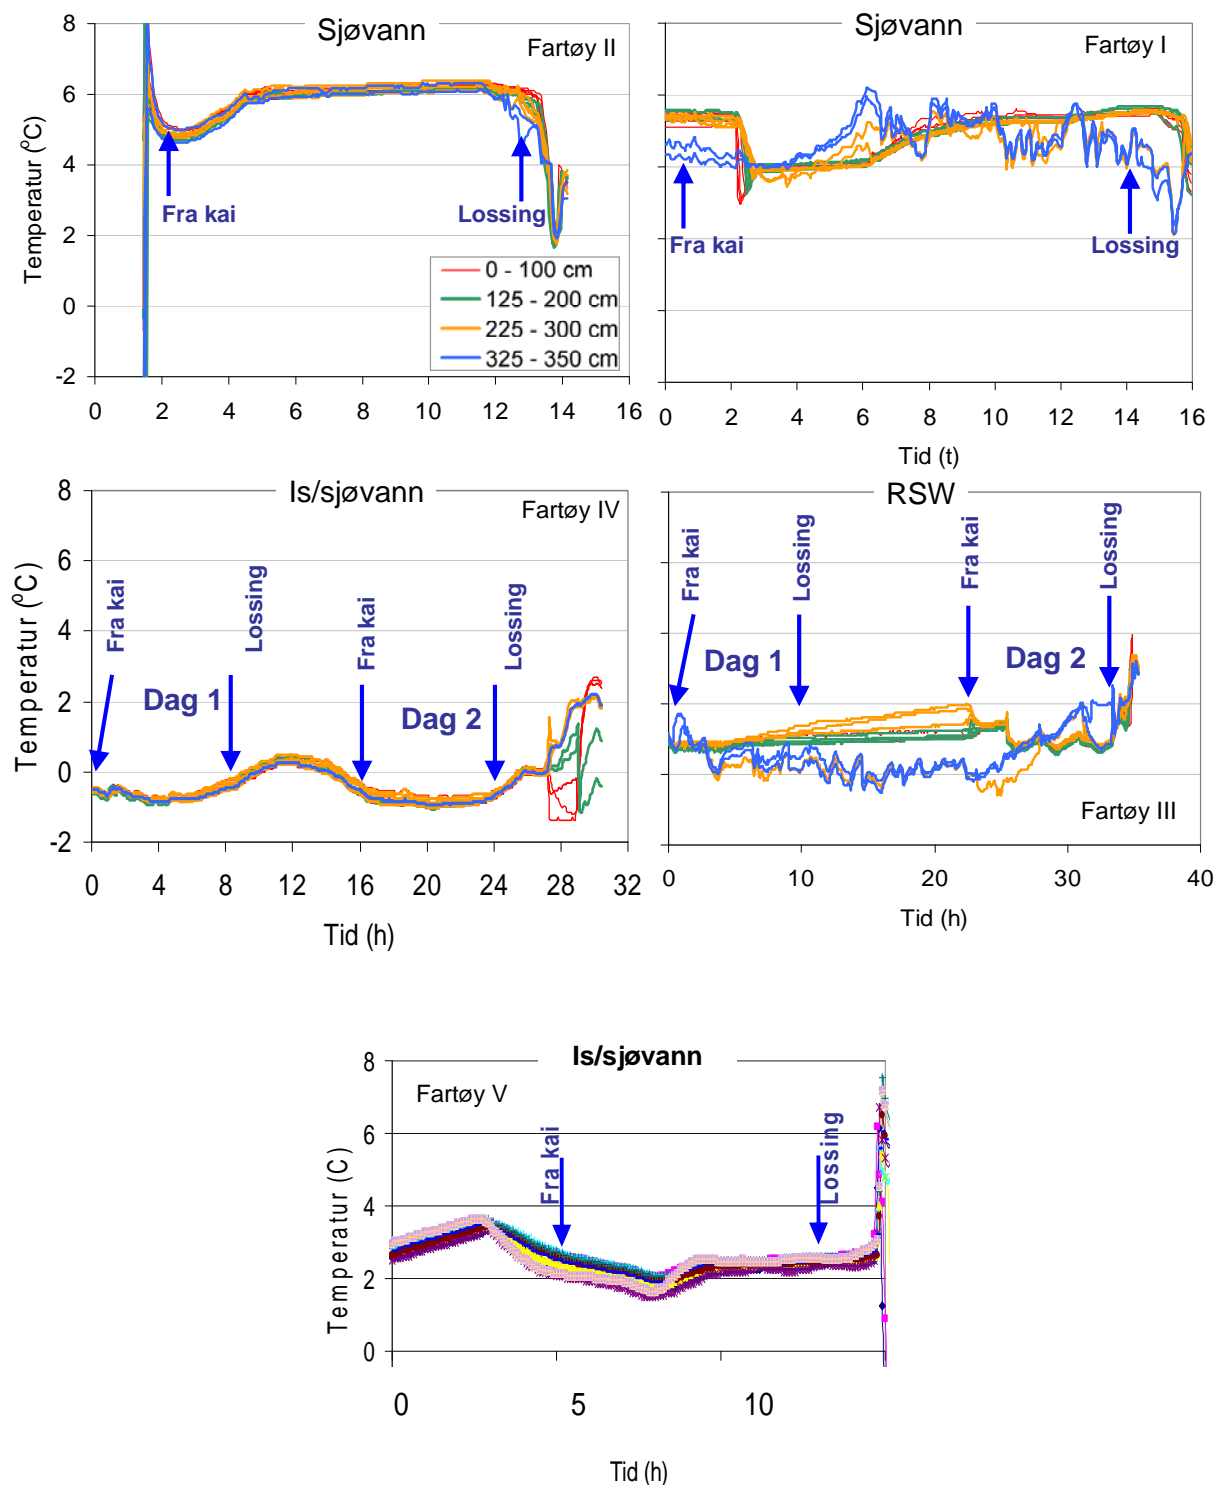 Sjøvann
Fartøy II
Temperatur (⁰C)
8
6
4
2
0
-2
Fra kai
Lossing
0 - 100 cm
125 - 200 cm
225 - 300 cm
325 - 350 cm
0 2 4 6 8 10 12 14 16
Sjøvann
Fartøy I
Fra kai
Lossing
0 2 4 6 8 10 12 14 16
Tid (t)
Is/sjøvann
Fartøy IV
Temperatur (⁰C)
8
6
4
2
0
-2
Fra kai
Lossing
Fra kai
Lossing
Dag 1
Dag 2
0 4 8 12 16 20 24 28 32
Tid (h)
RSW
Fra kai
Lossing
Fra kai
Lossing
Dag 1
Dag 2
Fartøy III
0 10 20 30 40
Tid (h)
Is/sjøvann
Fartøy V
Temperatur (C)
8
6
4
2
0
Fra kai
Lossing
0 5 10
Tid (h)